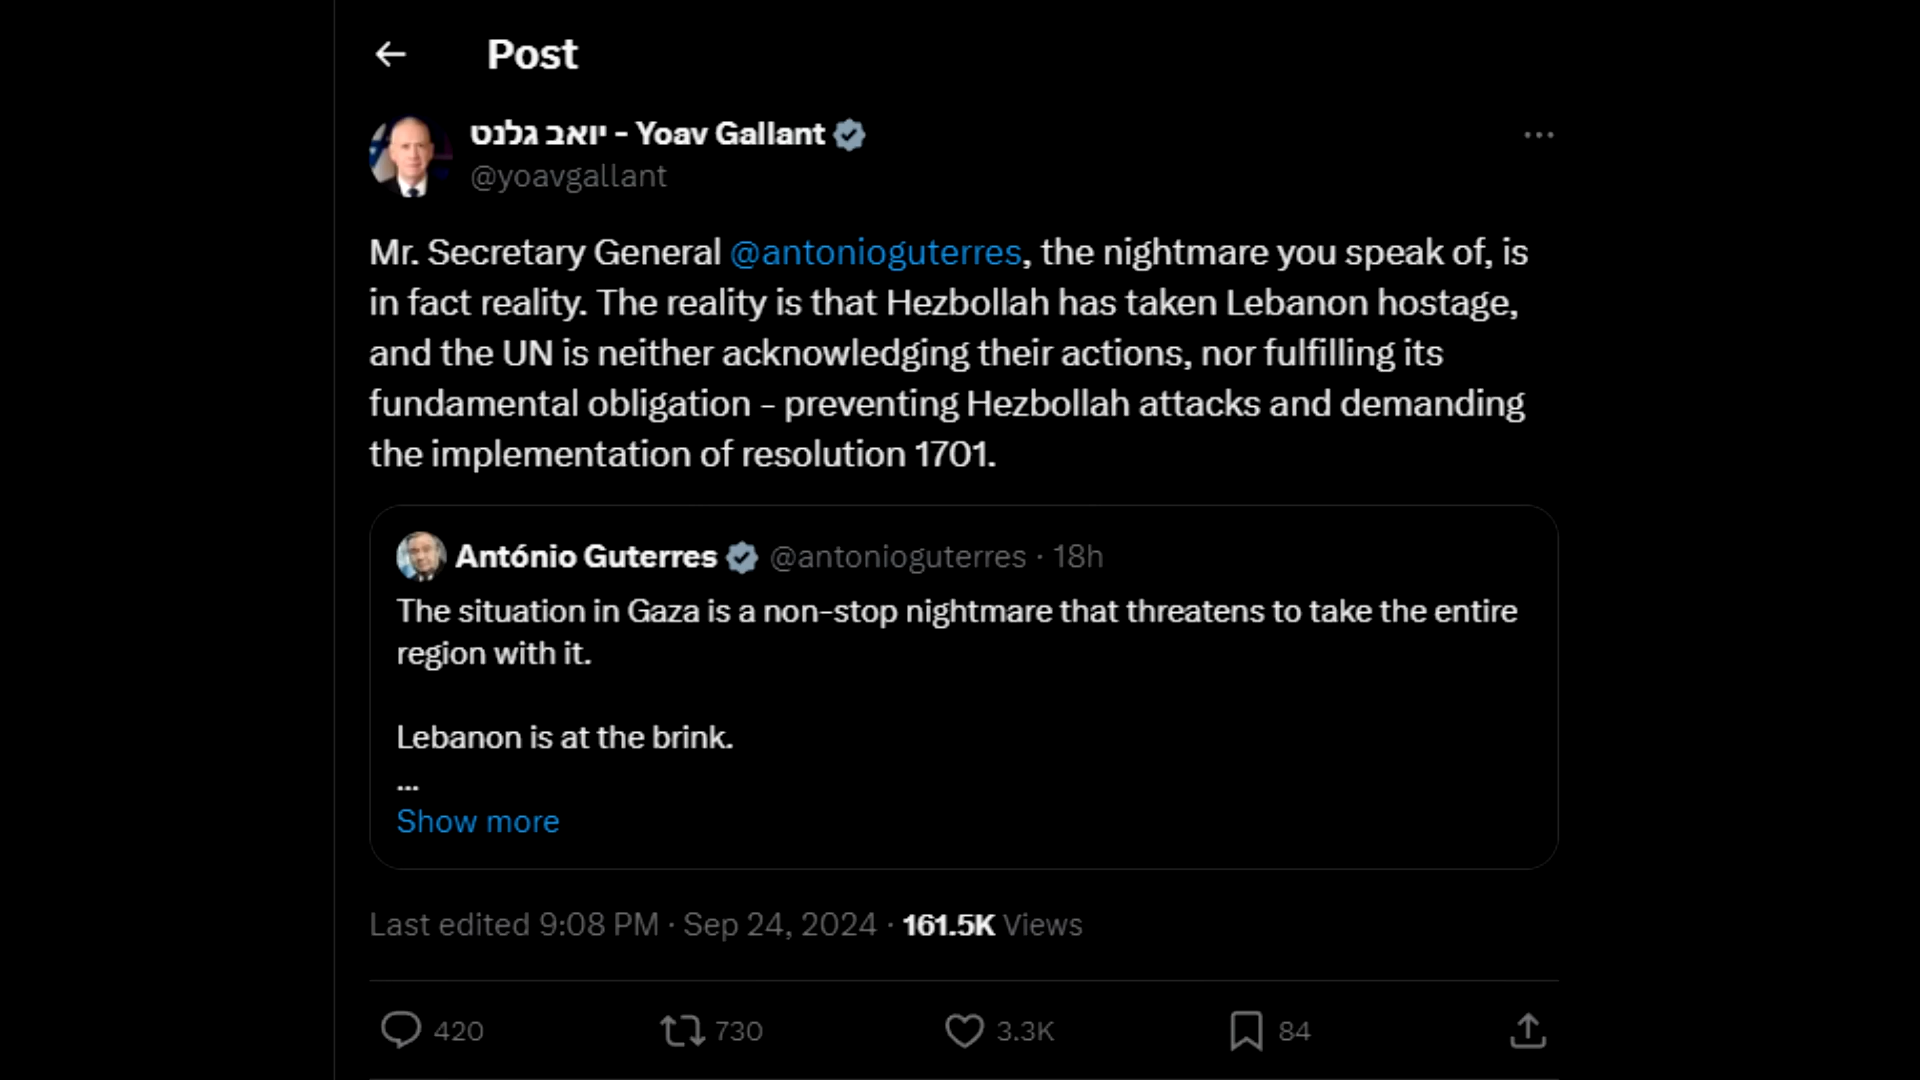 Post
יואב גלנט - Yoav Gallant
@yoavgallant
Mr. Secretary General @antonioguterres, the nightmare you speak of, is
in fact reality. The reality is that Hezbollah has taken Lebanon hostage,
and the UN is neither acknowledging their actions, nor fulfilling its
fundamental obligation - preventing Hezbollah attacks and demanding
the implementation of resolution 1701.
António Guterres @antonioguterres · 18h
The situation in Gaza is a non-stop nightmare that threatens to take the entire
region with it.
Lebanon is at the brink.
...
Show more
Last edited 9:08 PM · Sep 24, 2024 · 161.5K Views
420 730 3.3K 84